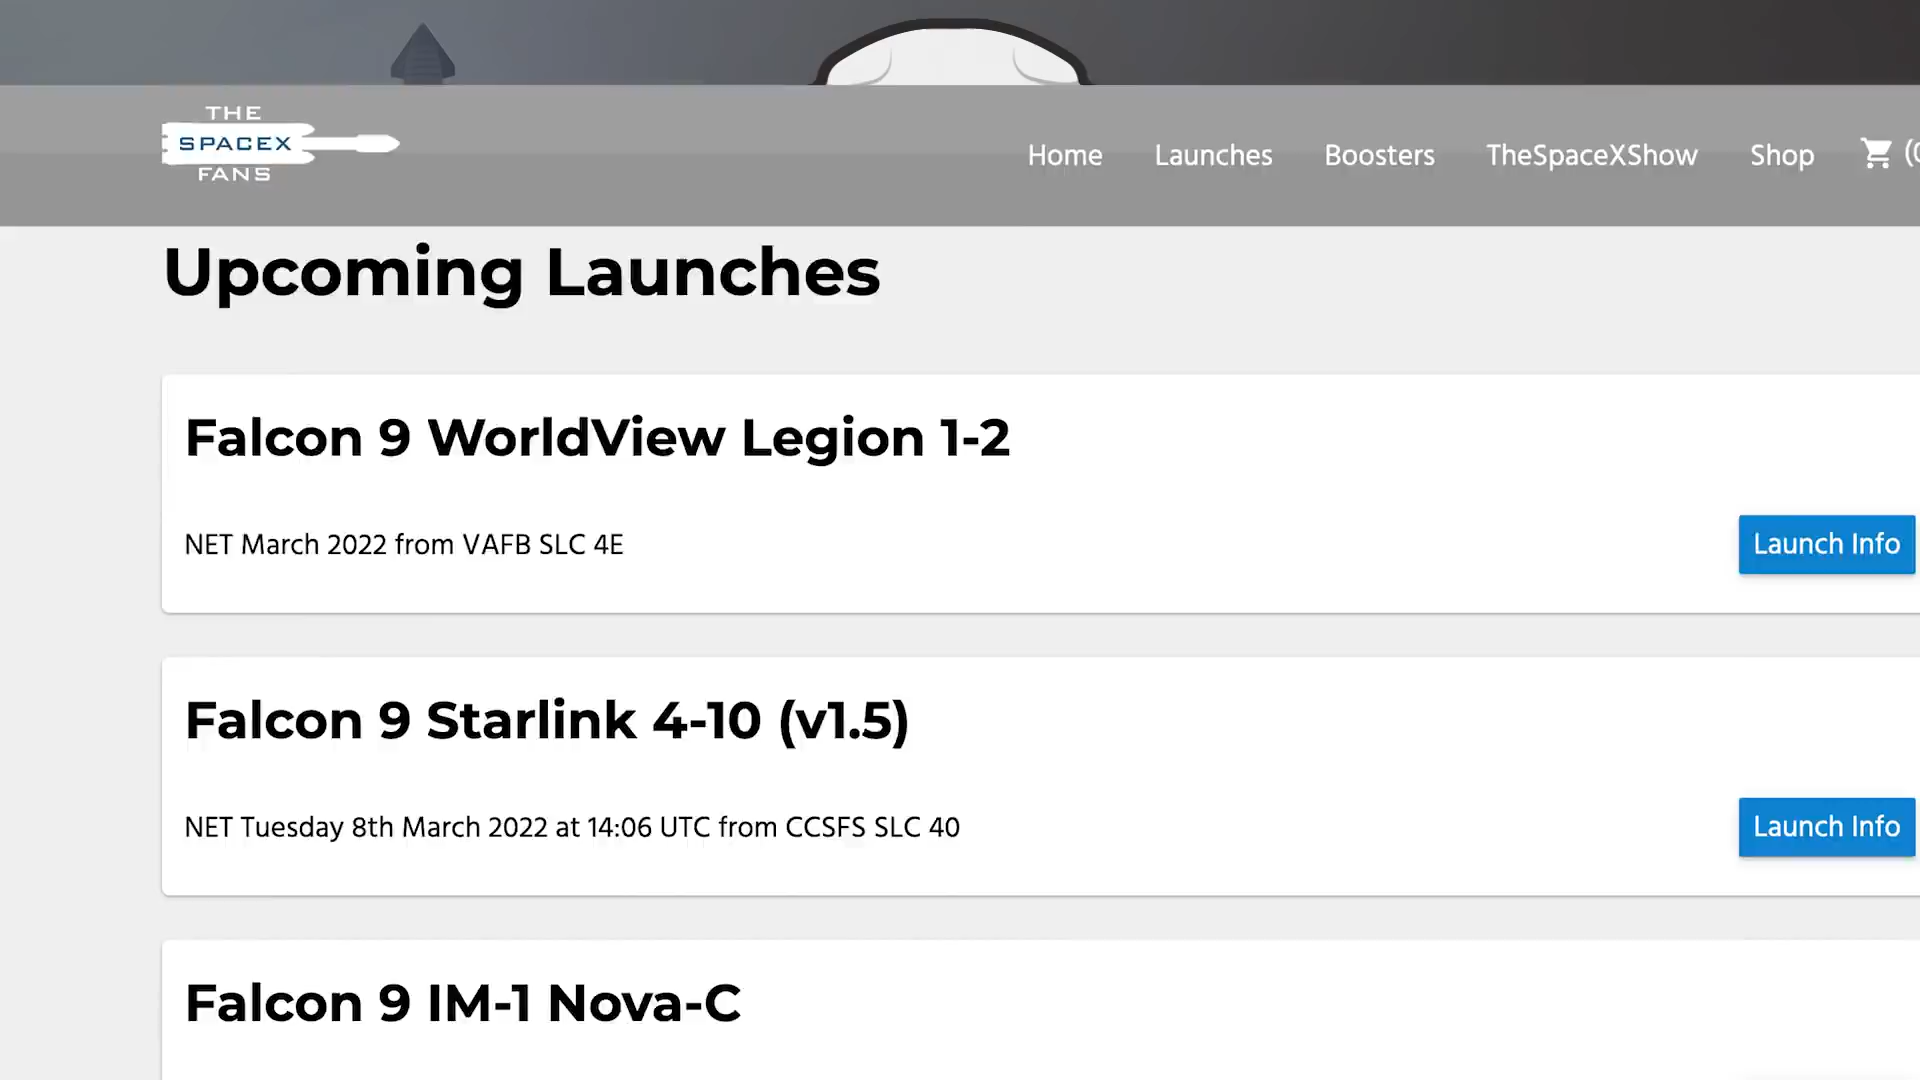 THE
SPACEX
FANS
Home Launches Boosters TheSpaceXShow Shop
Upcoming Launches
Falcon 9 WorldView Legion 1-2
NET March 2022 from VAFB SLC 4E
Launch Info
Falcon 9 Starlink 4-10 (v1.5)
NET Tuesday 8th March 2022 at 14:06 UTC from CCSFS SLC 40
Launch Info
Falcon 9 IM-1 Nova-C